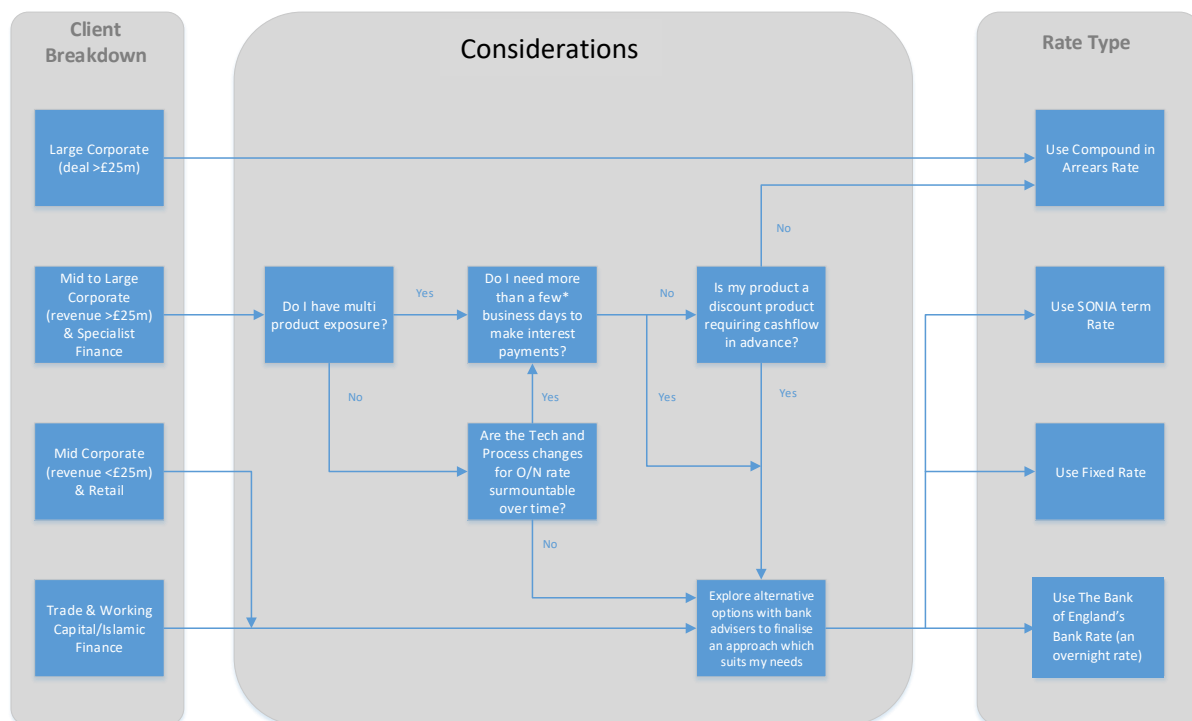 Client
Breakdown
Considerations
Rate Type
Large Corporate
(deal >£25m)
Use Compound in
Arrears Rate
No
Mid to Large
Corporate
(revenue >£25m)
& Specialist
Finance
Do I have multi
product exposure?
Yes
Do I need more
than a few*
business days to
make interest
payments?
No
Is my product a
discount product
requiring cashflow
in advance?
Use SONIA term
Rate
No
Yes
Yes
Yes
Mid Corporate
(revenue <£25m)
& Retail
Are the Tech and
Process changes
for O/N rate
surmountable
over time?
Use Fixed Rate
No
Trade & Working
Capital/Islamic
Finance
Explore alternative
options with bank
advisers to finalise
an approach which
suits my needs
Use The Bank
of England's
Bank Rate (an
overnight rate)